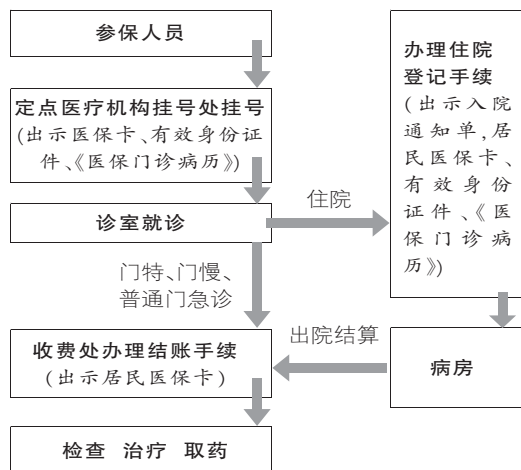 参保人员
定点医疗机构挂号处挂号
(出示医保卡、有效身份证
件、《医保门诊病历》)
诊室就诊
住院
办理住院
登记手续
(出示入院
通知单,居
民医保卡、
有效身份
证件、《医
保门诊病
历》)
门特、门慢、
普通门急诊
收费处办理结账手续
(出示居民医保卡)
出院结算
病房
检查 治疗 取药